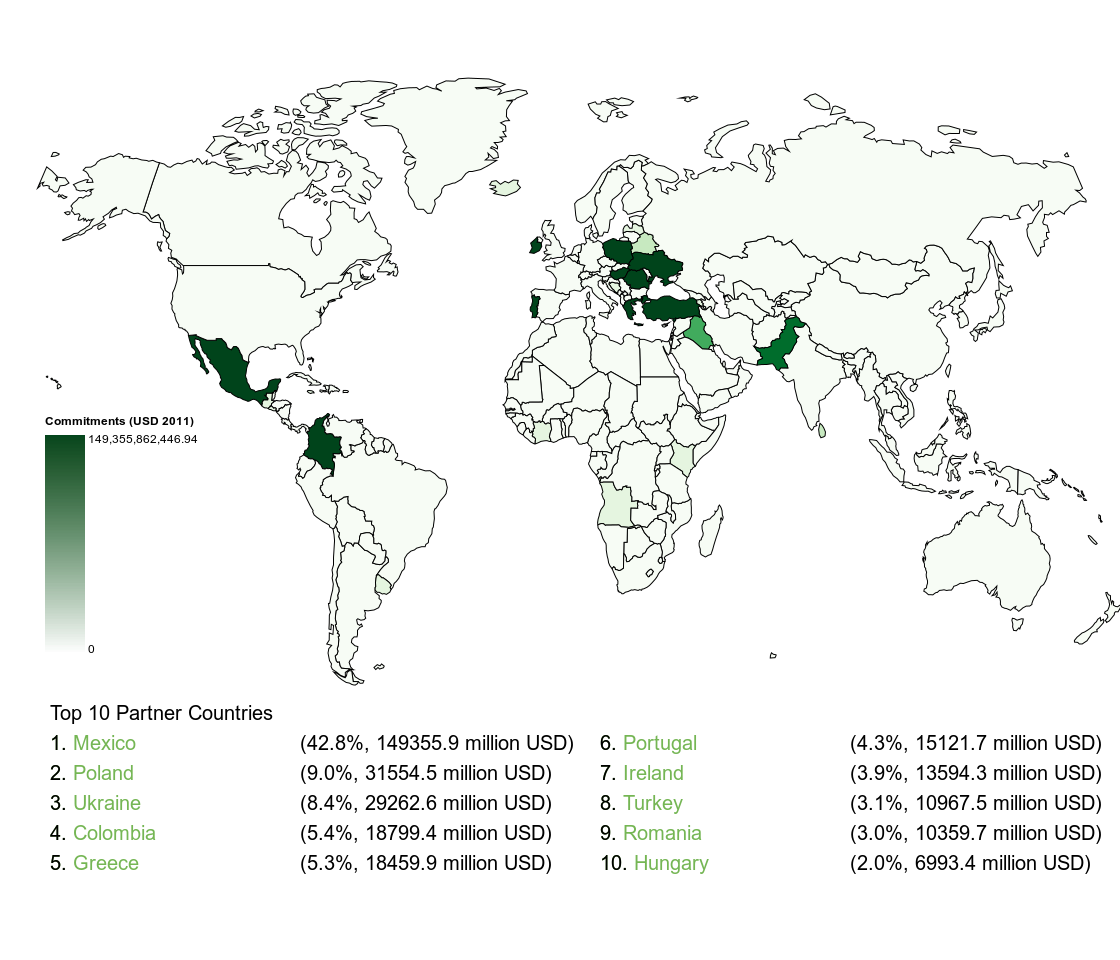 Commitments (USD 2011)
149,355,862,446.94
0
Top 10 Partner Countries
1. Mexico (42.8%, 149355.9 million USD) 6. Portugal (4.3%, 15121.7 million USD)
2. Poland (9.0%, 31554.5 million USD) 7. Ireland (3.9%, 13594.3 million USD)
3. Ukraine (8.4%, 29262.6 million USD) 8. Turkey (3.1%, 10967.5 million USD)
4. Colombia (5.4%, 18799.4 million USD) 9. Romania (3.0%, 10359.7 million USD)
5. Greece (5.3%, 18459.9 million USD) 10. Hungary (2.0%, 6993.4 million USD)